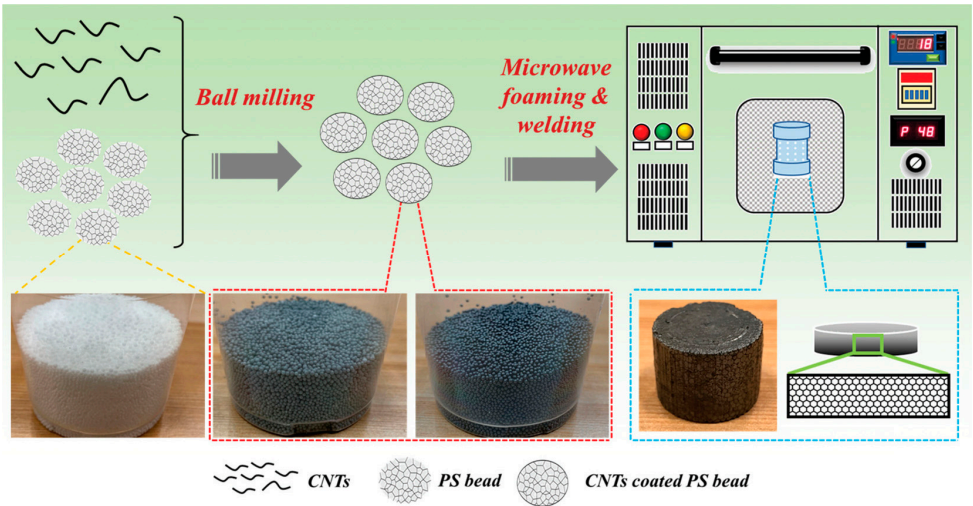 Ball milling
Microwave
foaming &
welding
18
P 48
CNTs
PS bead
CNTs coated PS bead